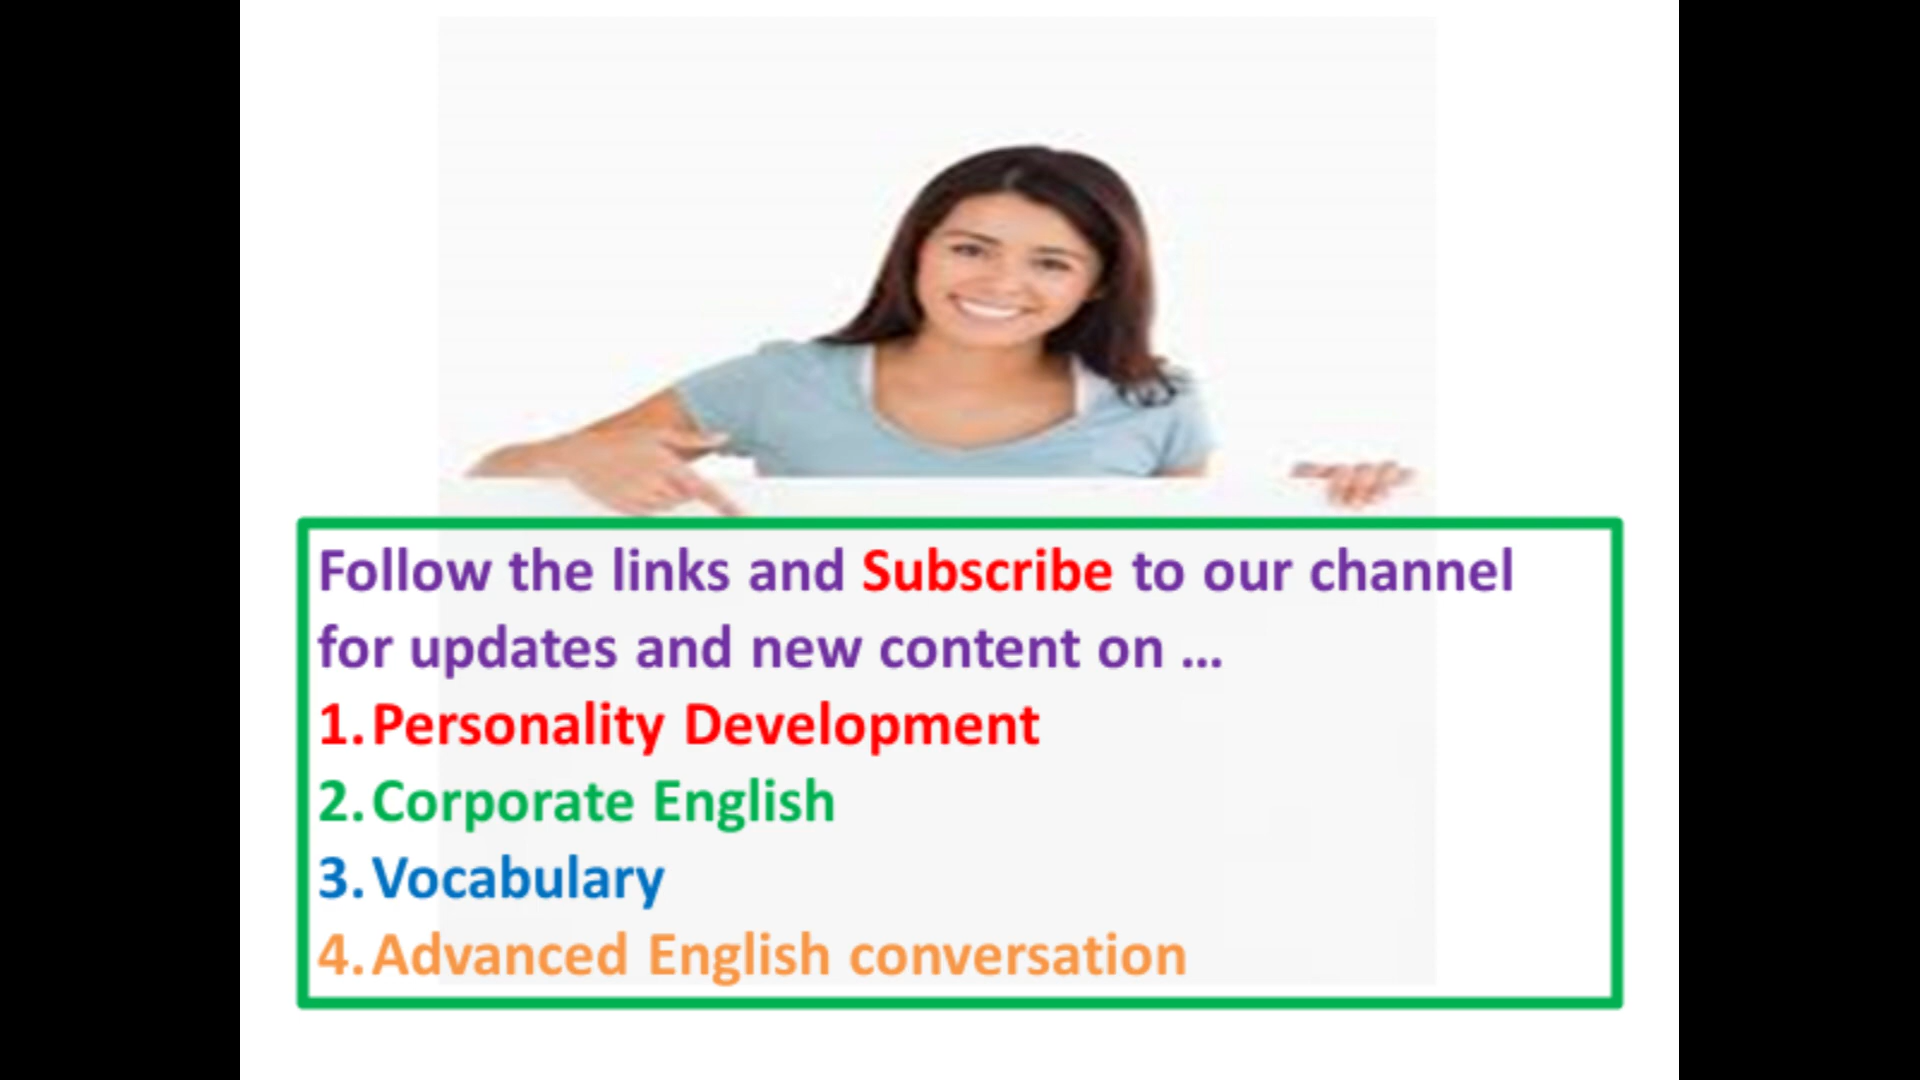 Follow the links and Subscribe to our channel
for updates and new content on ...
1. Personality Development
2. Corporate English
3. Vocabulary
4. Advanced English conversation